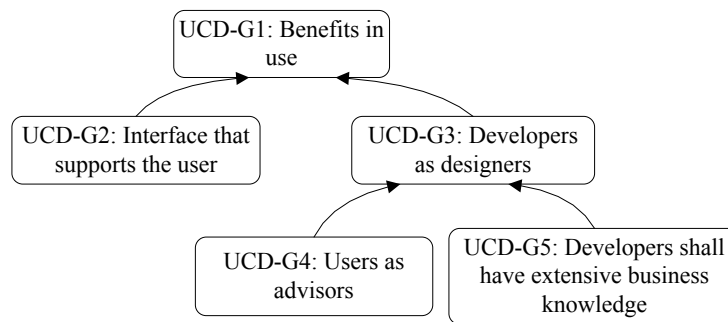 UCD-G1: Benefits in
use
UCD-G2: Interface that
supports the user
UCD-G3: Developers
as designers
UCD-G4: Users as
advisors
UCD-G5: Developers shall
have extensive business
knowledge